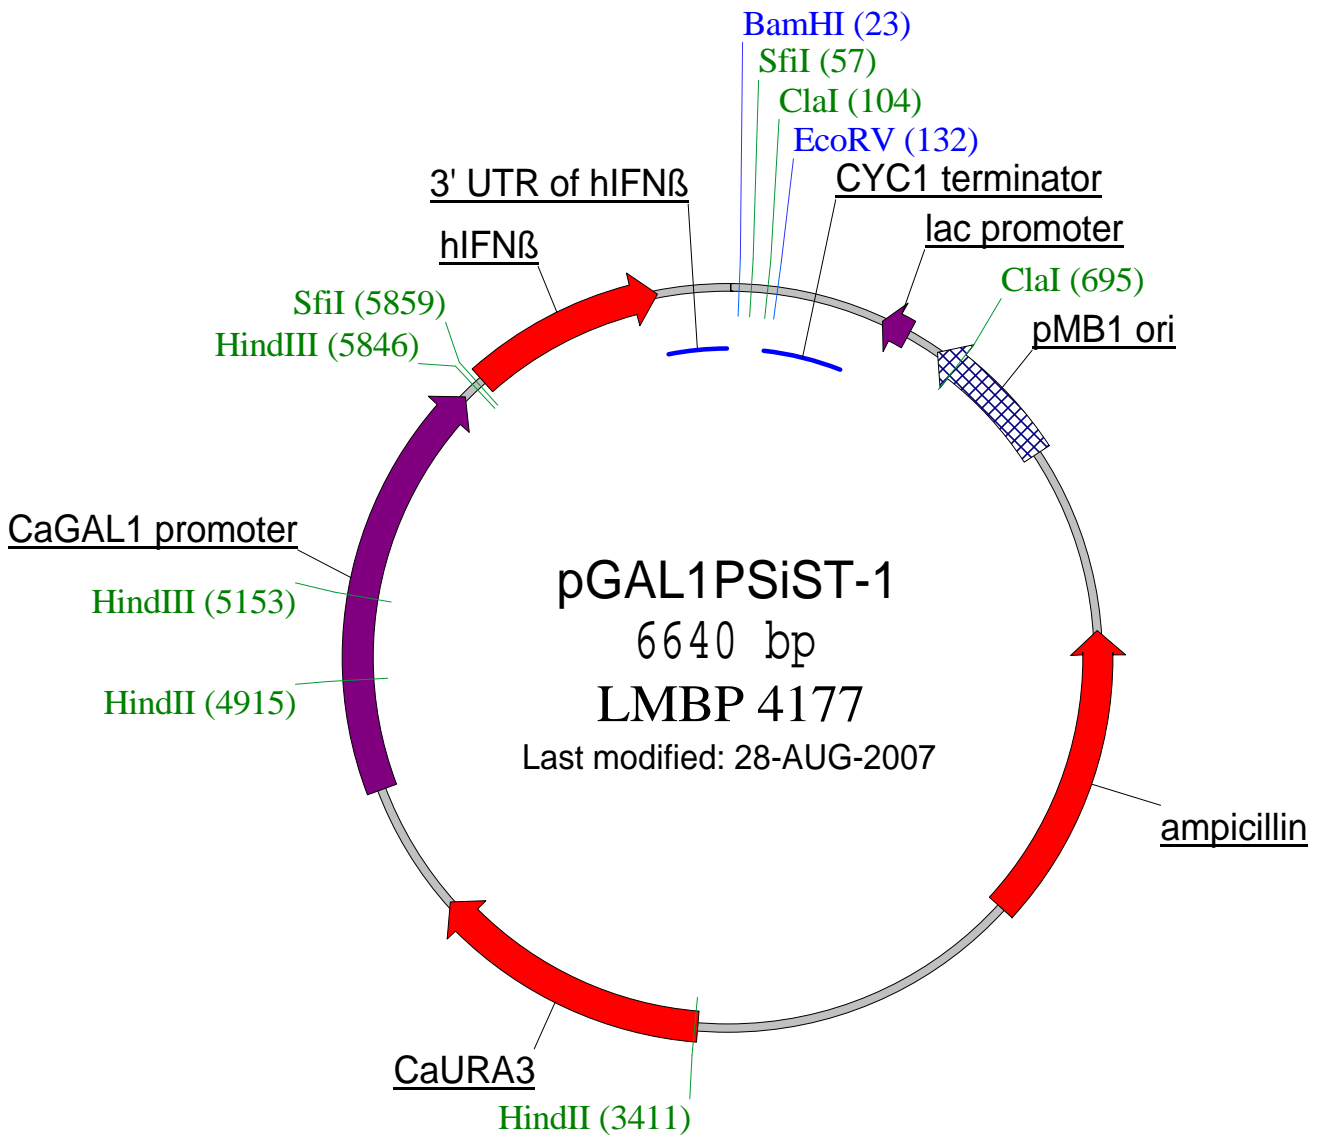 BamHI (23)
SfiI (57)
ClaI (104)
EcoRV (132)
3' UTR of hIFNß
CYC1 terminator
hIFNß
lac promoter
ClaI (695)
SfiI (5859)
pMB1 ori
HindIII (5846)
CaGAL1 promoter
pGAL1PSiST-1
HindIII (5153)
6640 bp
HindII (4915)
LMBP 4177
Last modified: 28-AUG-2007
ampicillin
CaURA3
HindII (3411)